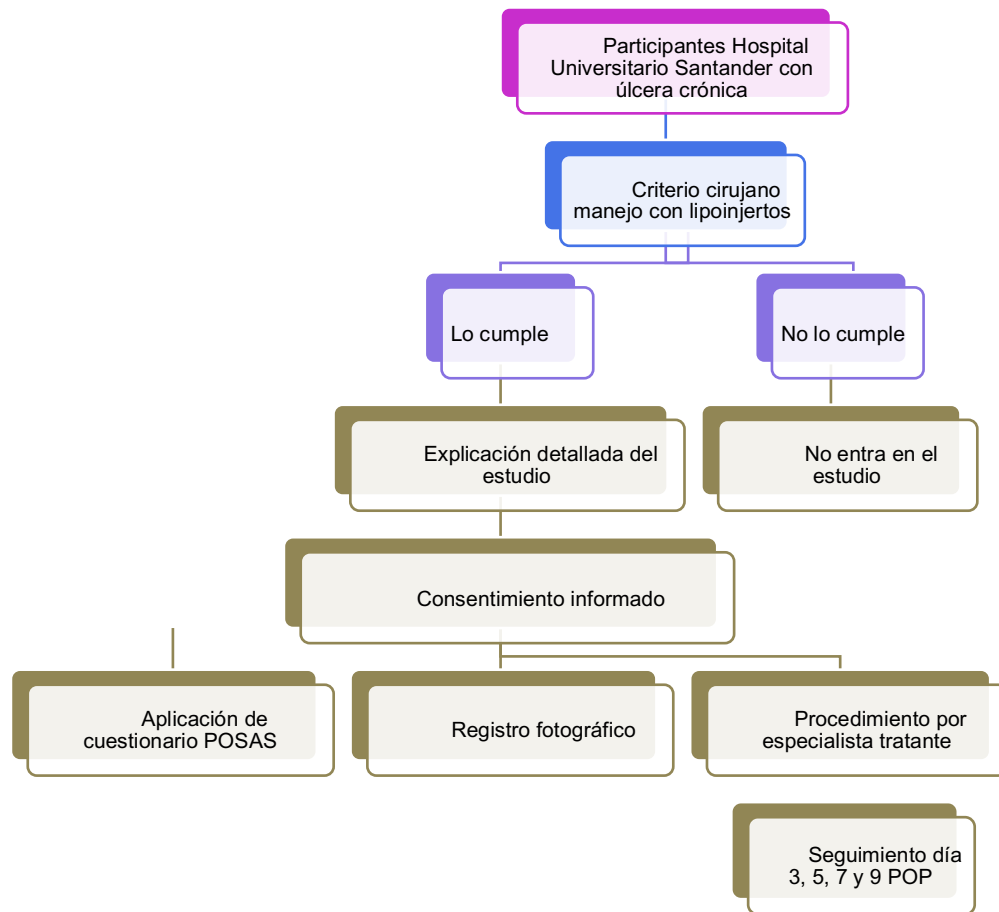 Participantes Hospital
Universitario Santander con
úlcera crónica
Criterio cirujano
manejo con lipoinjertos
Lo cumple
No lo cumple
Explicación detallada del
estudio
No entra en el
estudio
Consentimiento informado
Aplicación de
cuestionario POSAS
Registro fotográfico
Procedimiento por
especialista tratante
Seguimiento día
3, 5, 7 y 9 POP